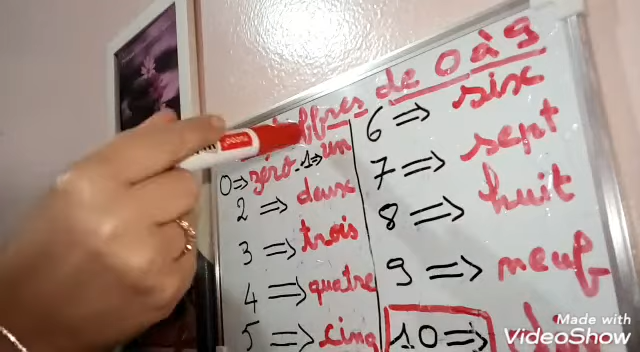 de 0 à 9
0 => zéro - 1 => un
2 => deux
3 => trois
4 => quatre
5 => cinq
6 => six
7 => sept
8 => huit
9 => neuf
10 =>
Made with
VideoShow